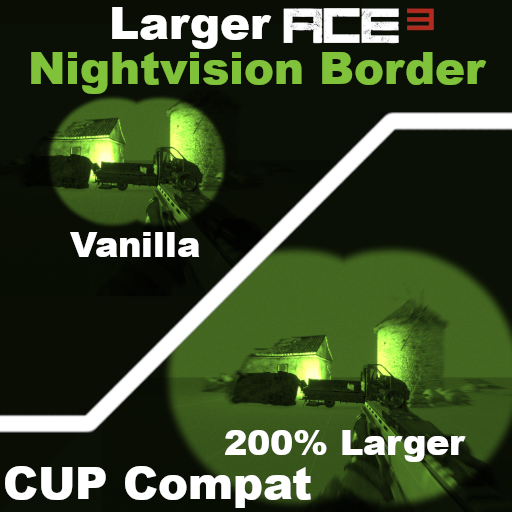 Larger ACE3
Nightvision Border
Vanilla
200% Larger
CUP Compat